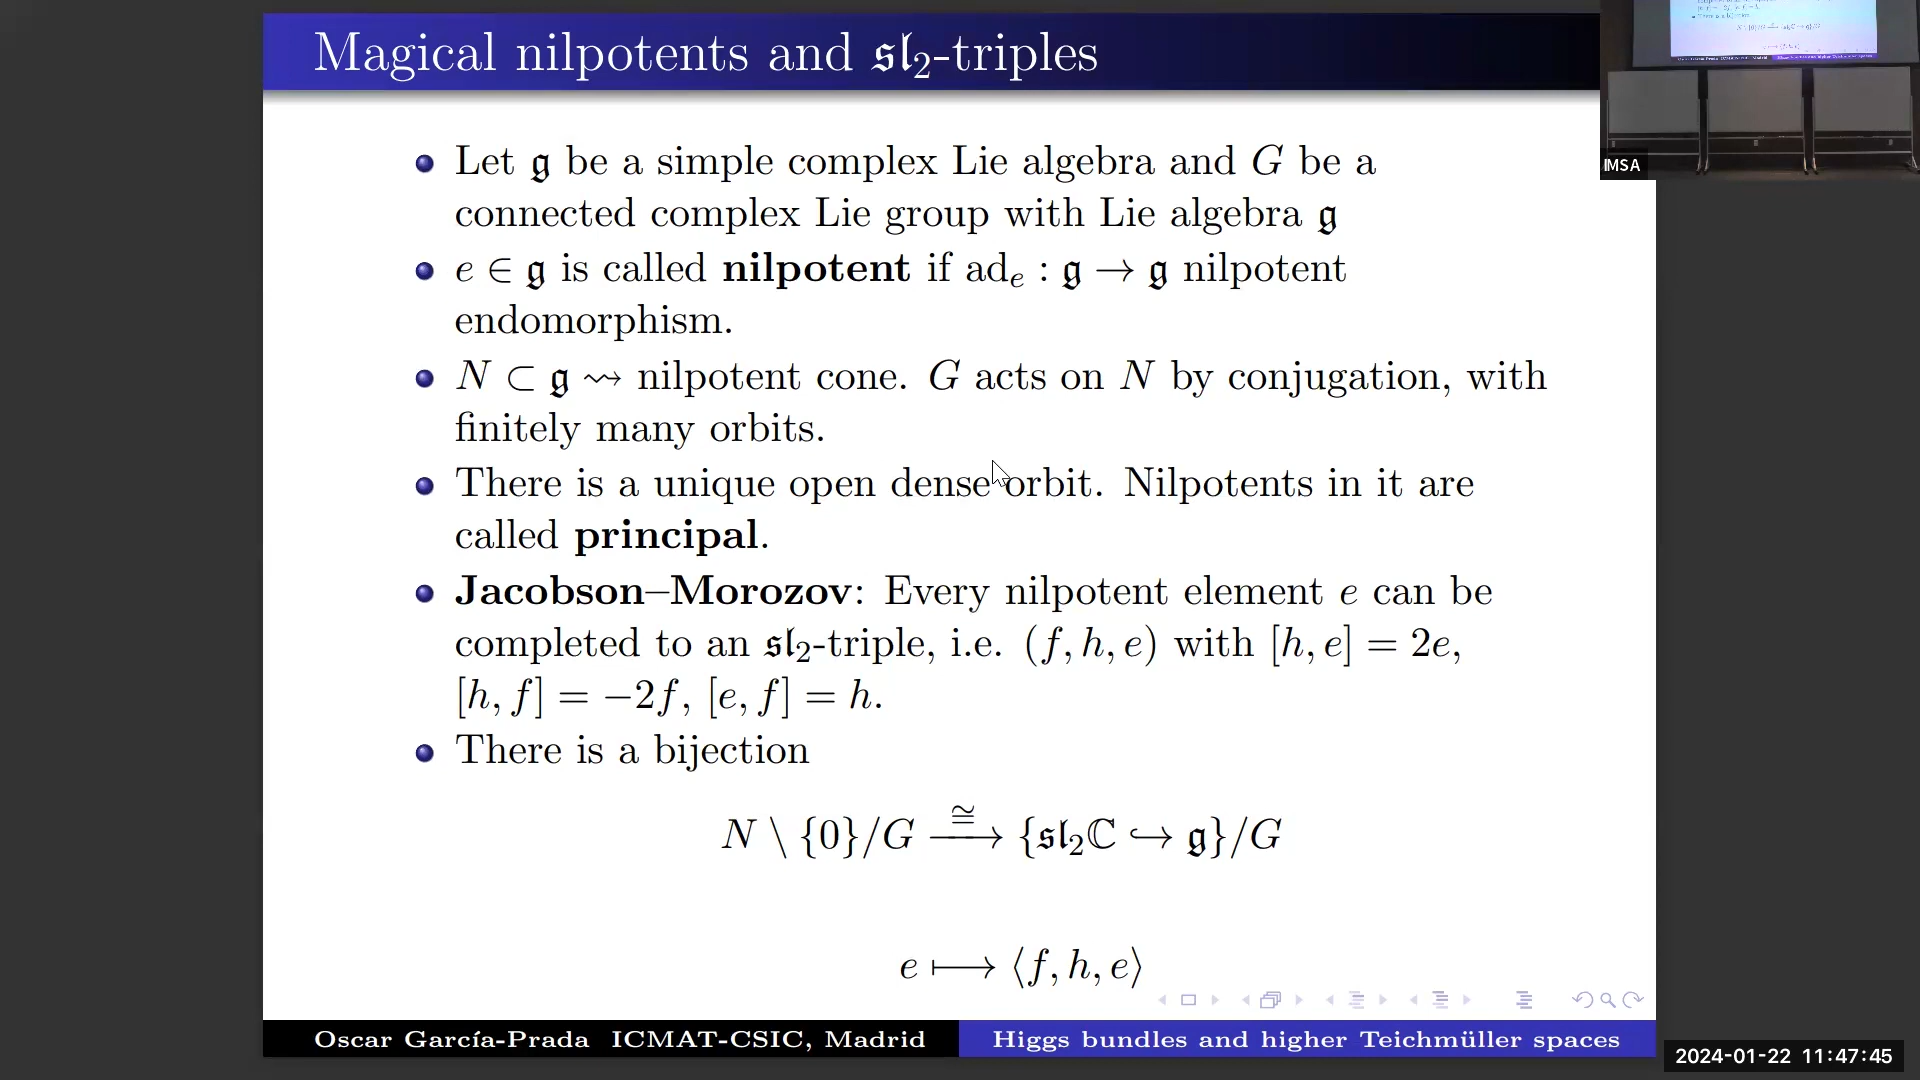 Magical nilpotents and 𝔰𝔩₂-triples
Let 𝔤 be a simple complex Lie algebra and G be a
connected complex Lie group with Lie algebra 𝔤
e ∈ 𝔤 is called nilpotent if adₑ : 𝔤 → 𝔤 nilpotent
endomorphism.
N ⊂ 𝔤 ⇝ nilpotent cone. G acts on N by conjugation, with
finitely many orbits.
There is a unique open dense orbit. Nilpotents in it are
called principal.
Jacobson–Morozov: Every nilpotent element e can be
completed to an 𝔰𝔩₂-triple, i.e. (f, h, e) with [h, e] = 2e,
[h, f] = −2f, [e, f] = h.
There is a bijection
N \ {0}/G ≅⟶ {𝔰𝔩₂ℂ ↪ 𝔤}/G
e ⟼ ⟨f, h, e⟩
Oscar García-Prada ICMAT-CSIC, Madrid
Higgs bundles and higher Teichmüller spaces
IMSA
2024-01-22 11:47:45